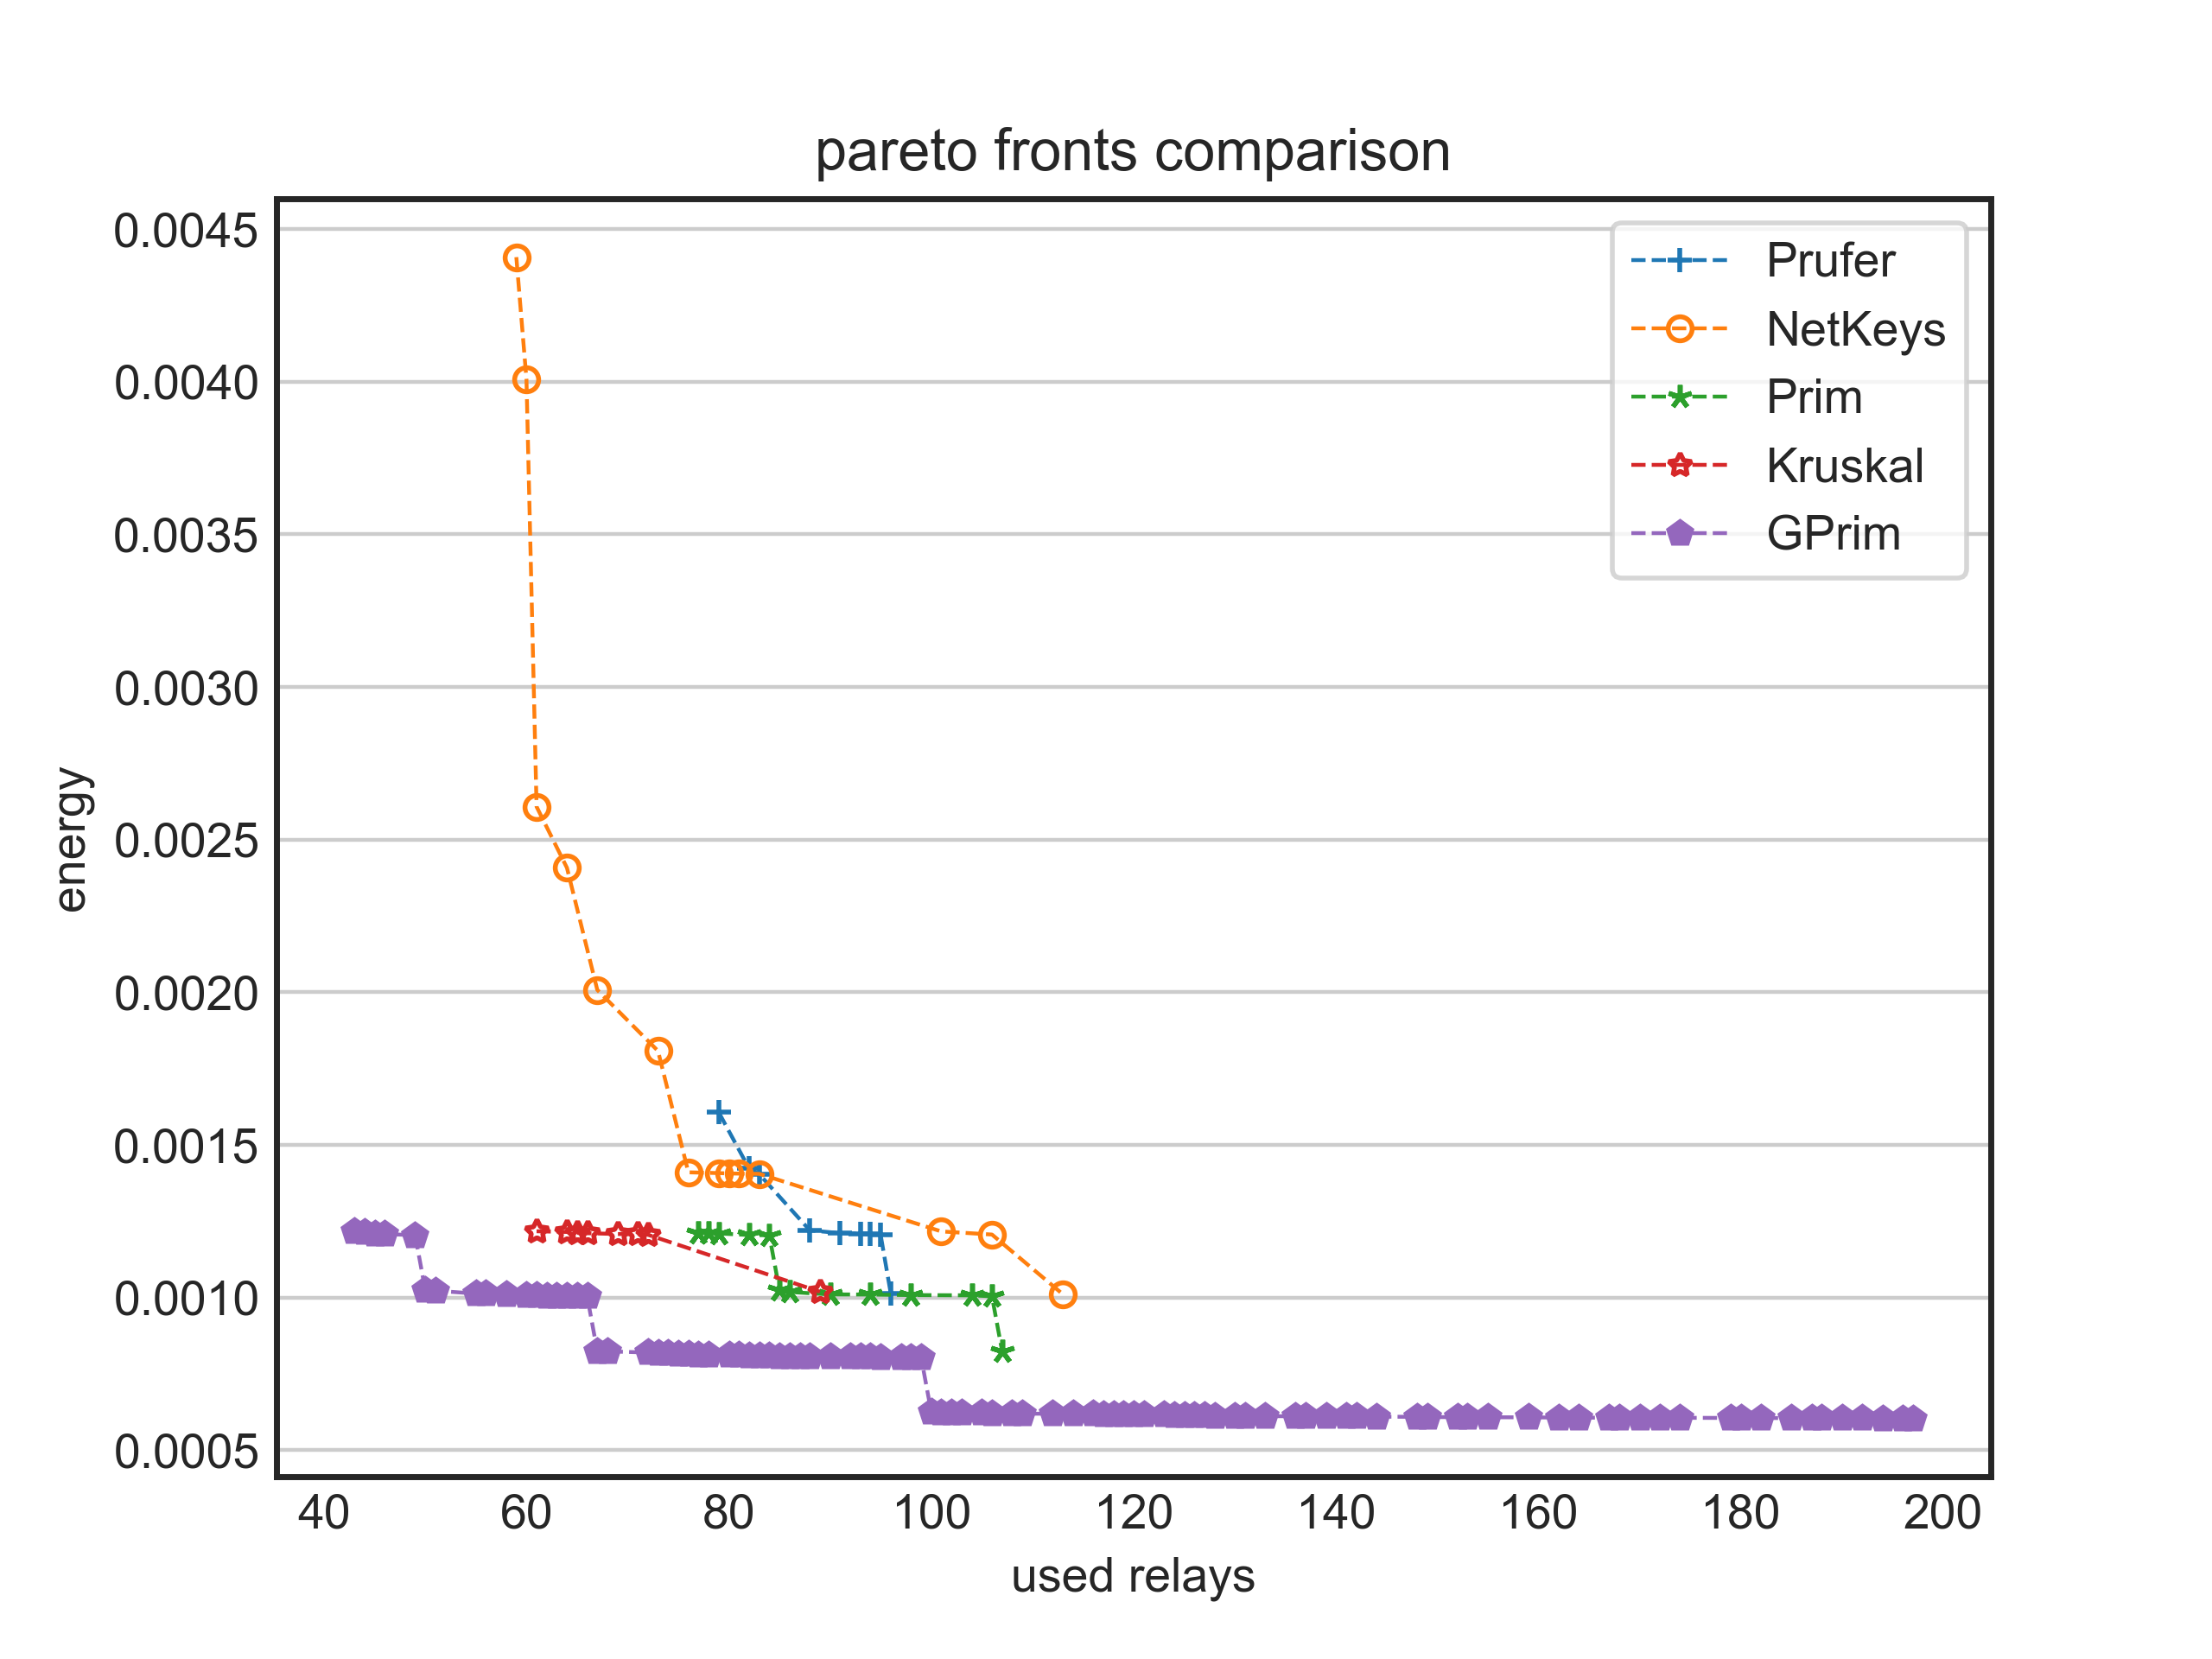 pareto fronts comparison
0.0045
0.0040
0.0035
0.0030
0.0025
0.0020
0.0015
0.0010
0.0005
energy
Prufer
NetKeys
Prim
Kruskal
GPrim
40 60 80 100 120 140 160 180 200
used relays